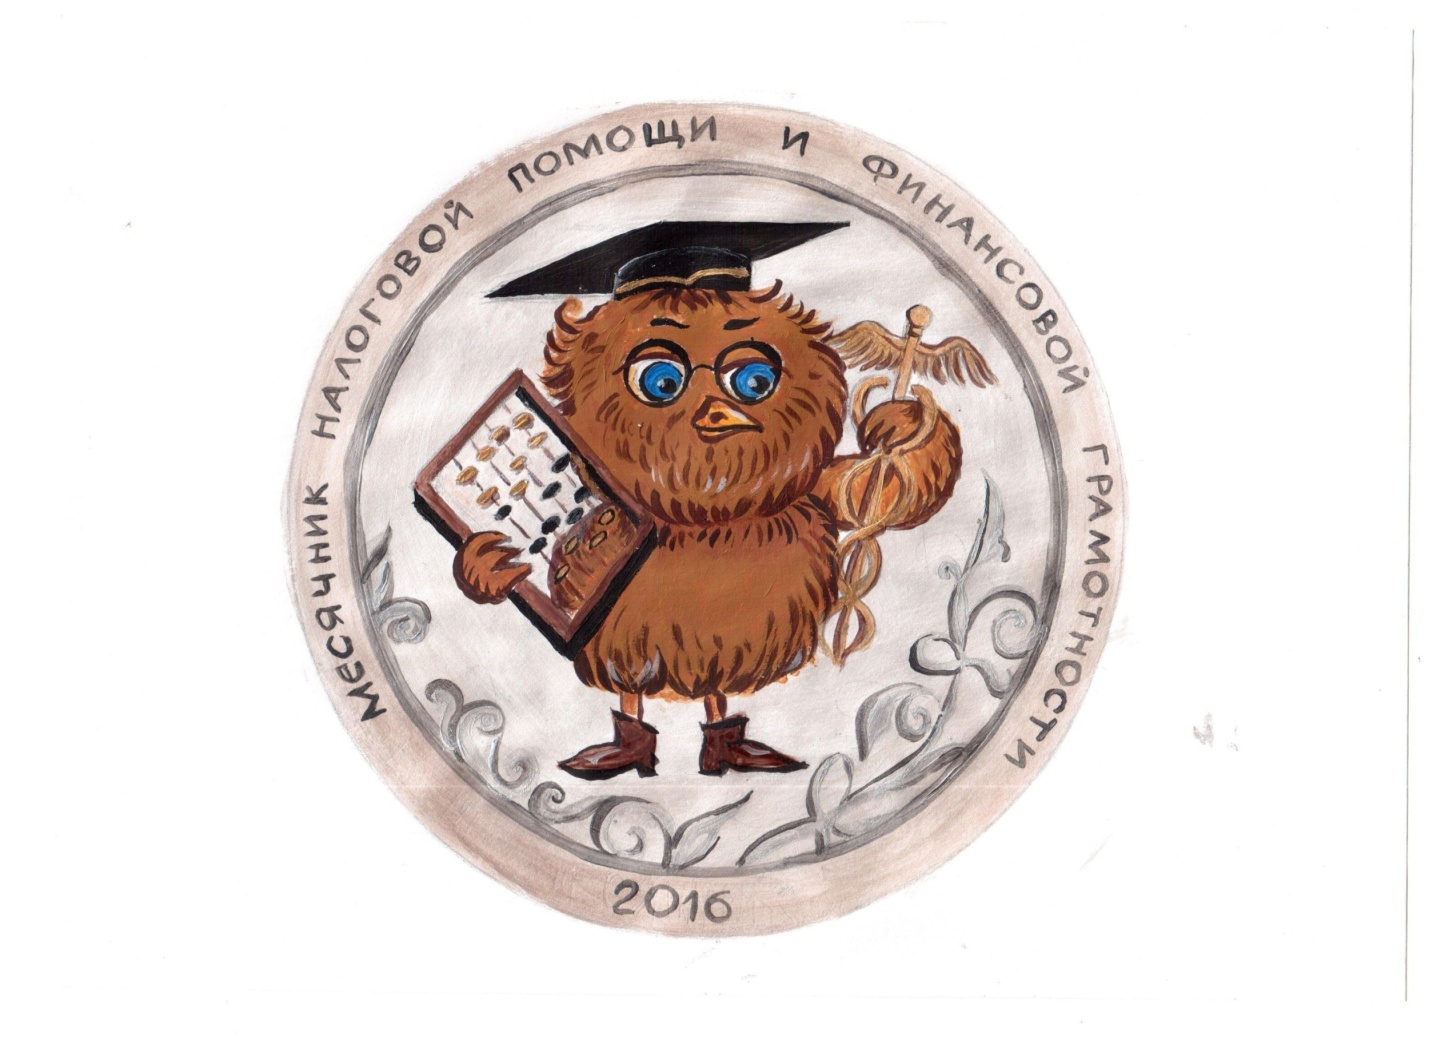 МЕСЯЧНИК НАЛОГОВОЙ ПОМОЩИ И ФИНАНСОВОЙ ГРАМОТНОСТИ
2016